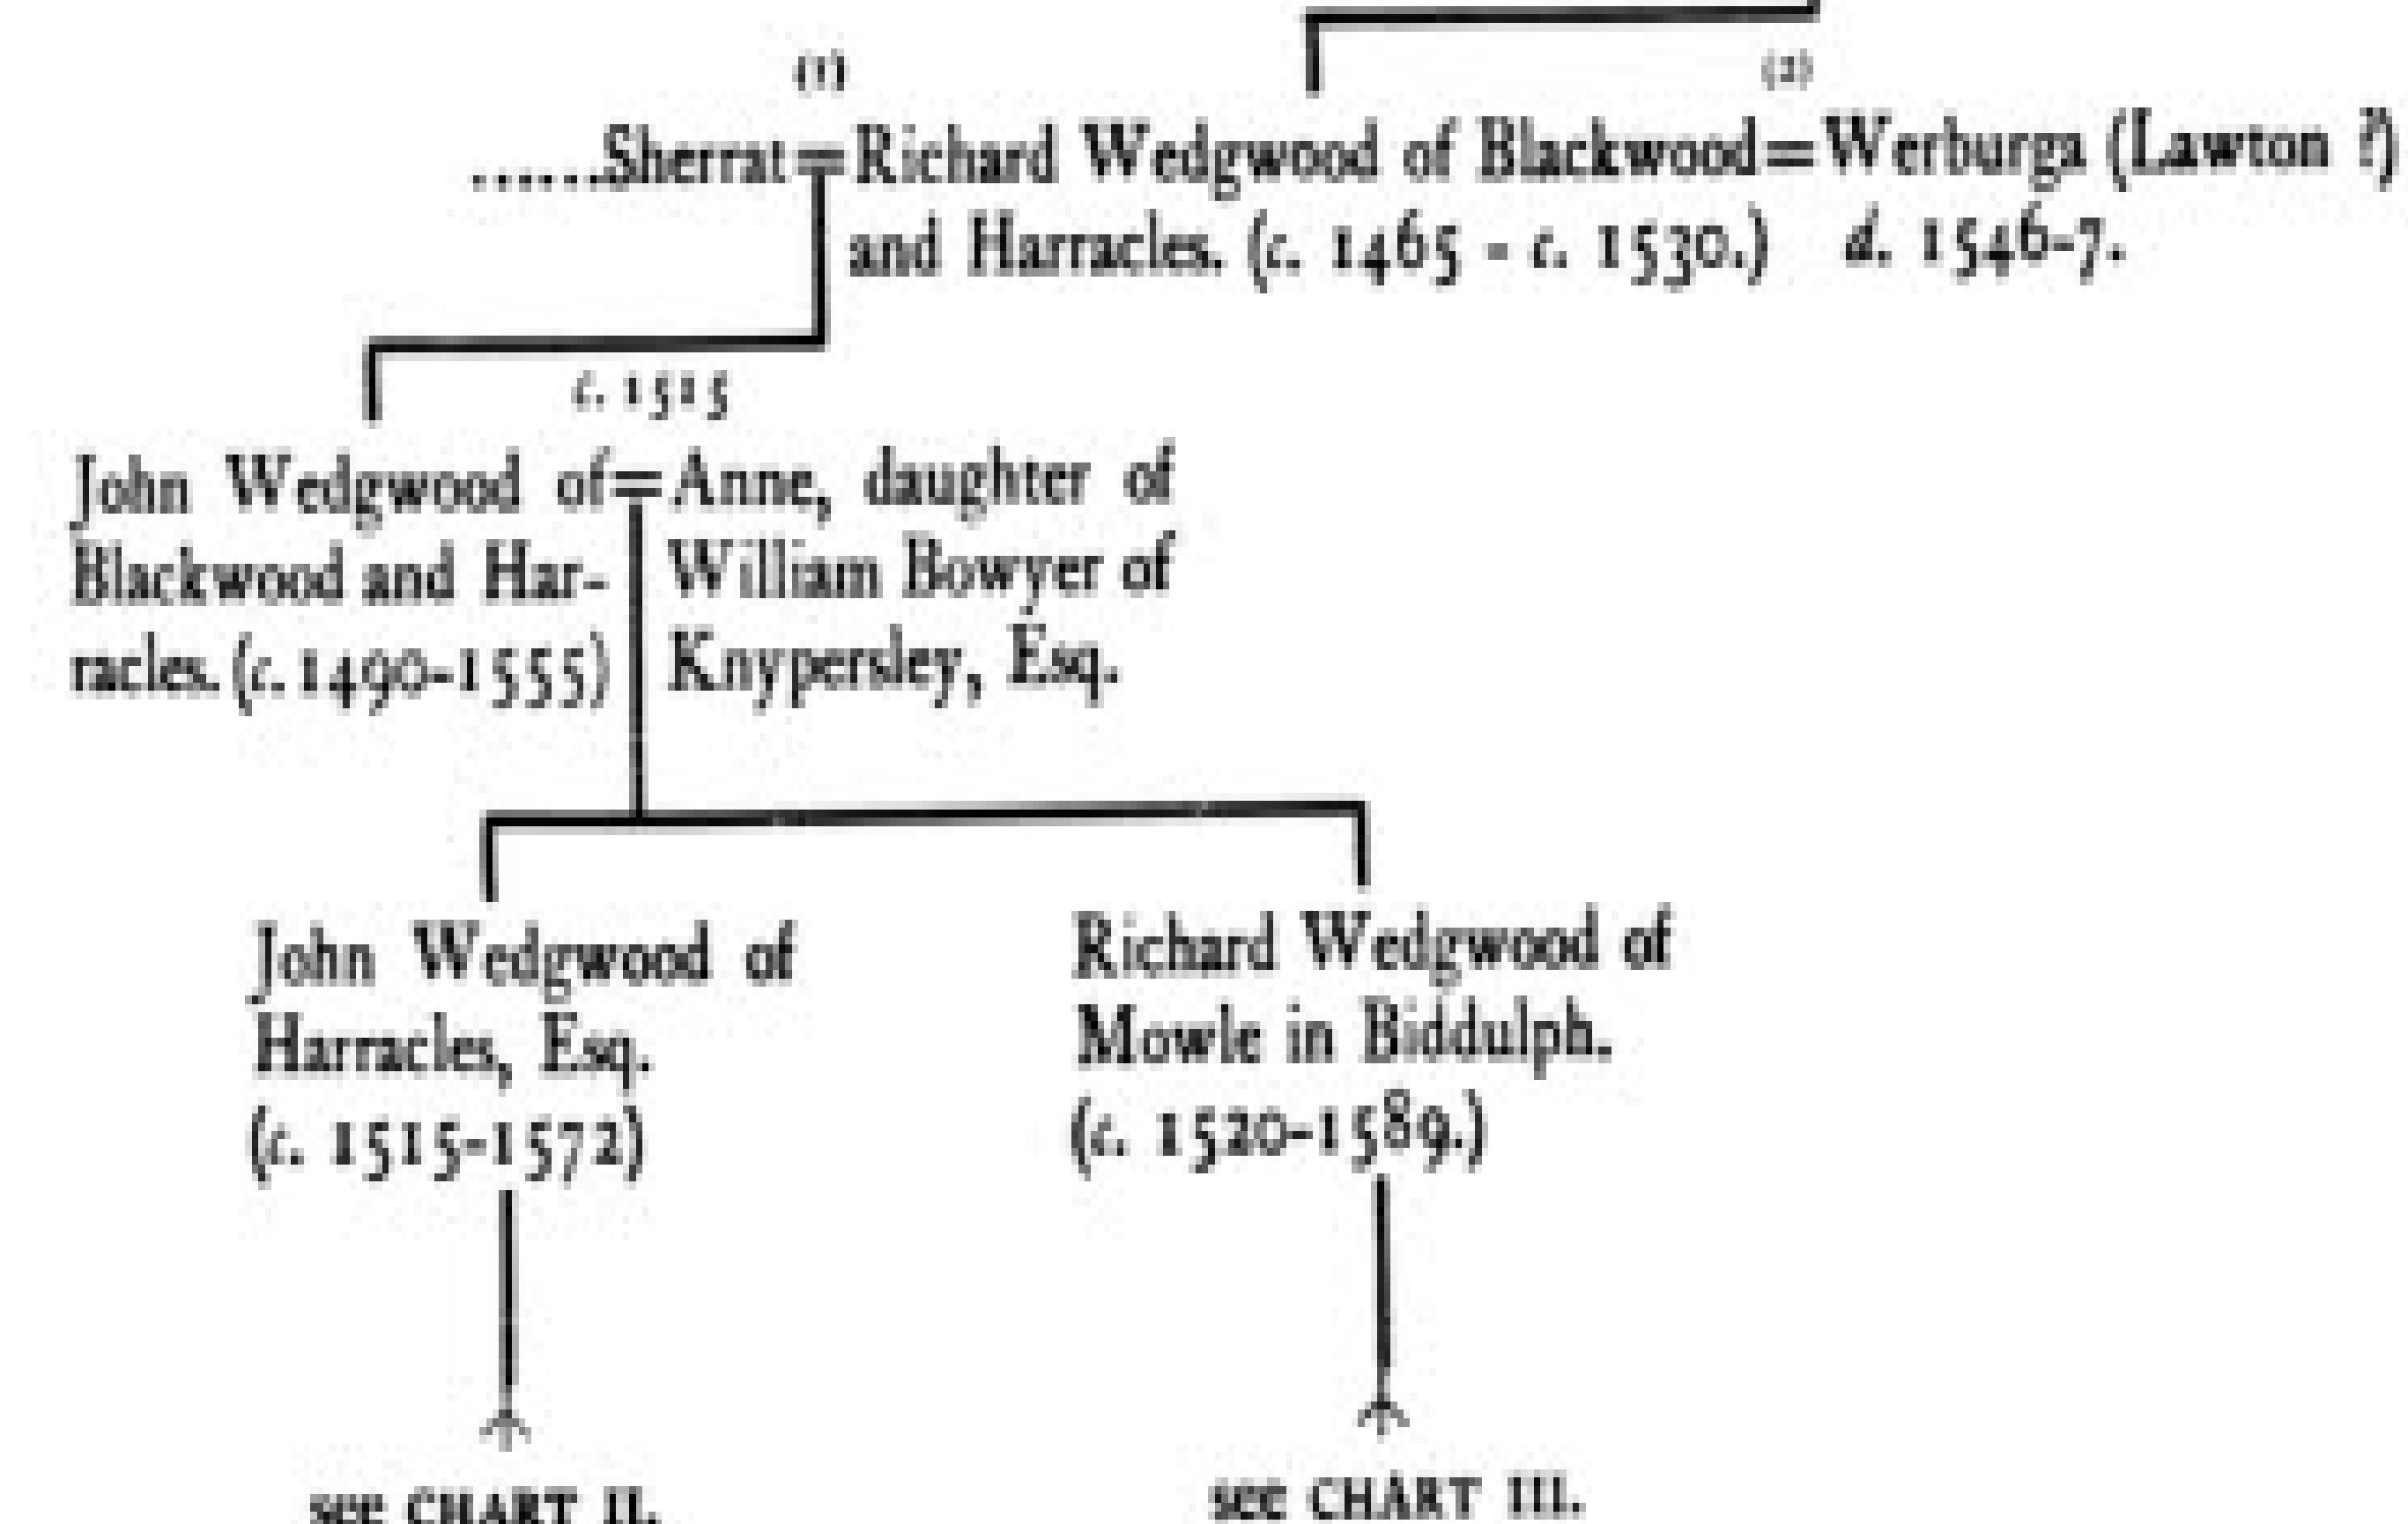 (1) (2)
......Sherrat=Richard Wedgwood of Blackwood=Werburga (Lawton ?)
and Harracles. (c. 1465 - c. 1530.) d. 1546-7.
c. 1515
John Wedgwood of=Anne, daughter of
Blackwood and Har- William Bowyer of
racles. (c. 1490-1555) Knypersley, Esq.
John Wedgwood of
Harracles, Esq.
(c. 1515-1572)
see CHART II.
Richard Wedgwood of
Mowle in Biddulph.
(c. 1520-1589.)
see CHART III.